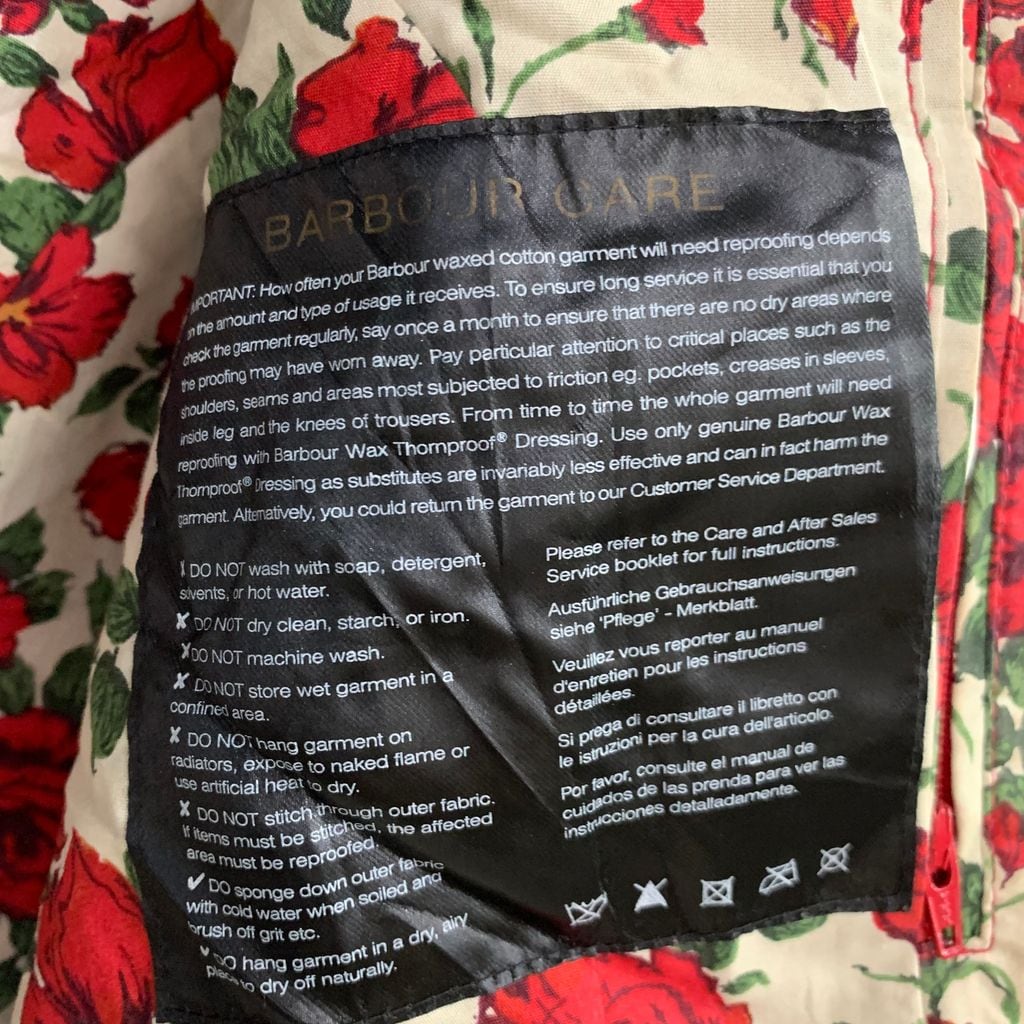 BARBOUR CARE
IMPORTANT: How often your Barbour waxed cotton garment will need reproofing depends
on the amount and type of usage it receives. To ensure long service it is essential that you
check the garment regularly, say once a month to ensure that there are no dry areas where
the proofing may have worn away. Pay particular attention to critical places such as the
shoulders, seams and areas most subjected to friction eg. pockets, creases in sleeves,
inside leg and the knees of trousers. From time to time the whole garment will need
reproofing with Barbour Wax Thornproof® Dressing. Use only genuine Barbour Wax
Thornproof® Dressing as substitutes are invariably less effective and can in fact harm the
garment. Alternatively, you could return the garment to our Customer Service Department.
✗ DO NOT wash with soap, detergent,
solvents, or hot water.
✗ DO NOT dry clean, starch, or iron.
✗ DO NOT machine wash.
✗ DO NOT store wet garment in a
confined area.
✗ DO NOT hang garment on
radiators, expose to naked flame or
use artificial heat to dry.
✗ DO NOT stitch through outer fabric.
If items must be stitched, the affected
area must be reproofed.
✓ DO sponge down outer fabric
with cold water when soiled and
brush off grit etc.
✓ DO hang garment in a dry, airy
place to dry off naturally.
Please refer to the Care and After Sales
Service booklet for full instructions.
Ausführliche Gebrauchsanweisungen
siehe 'Pflege' - Merkblatt.
Veuillez vous reporter au manuel
d'entretien pour les instructions
détaillées.
Si prega di consultare il libretto con
le istruzioni per la cura dell'articolo.
Por favor, consulte el manual de
cuidados de las prenda para ver las
instrucciones detalladamente.